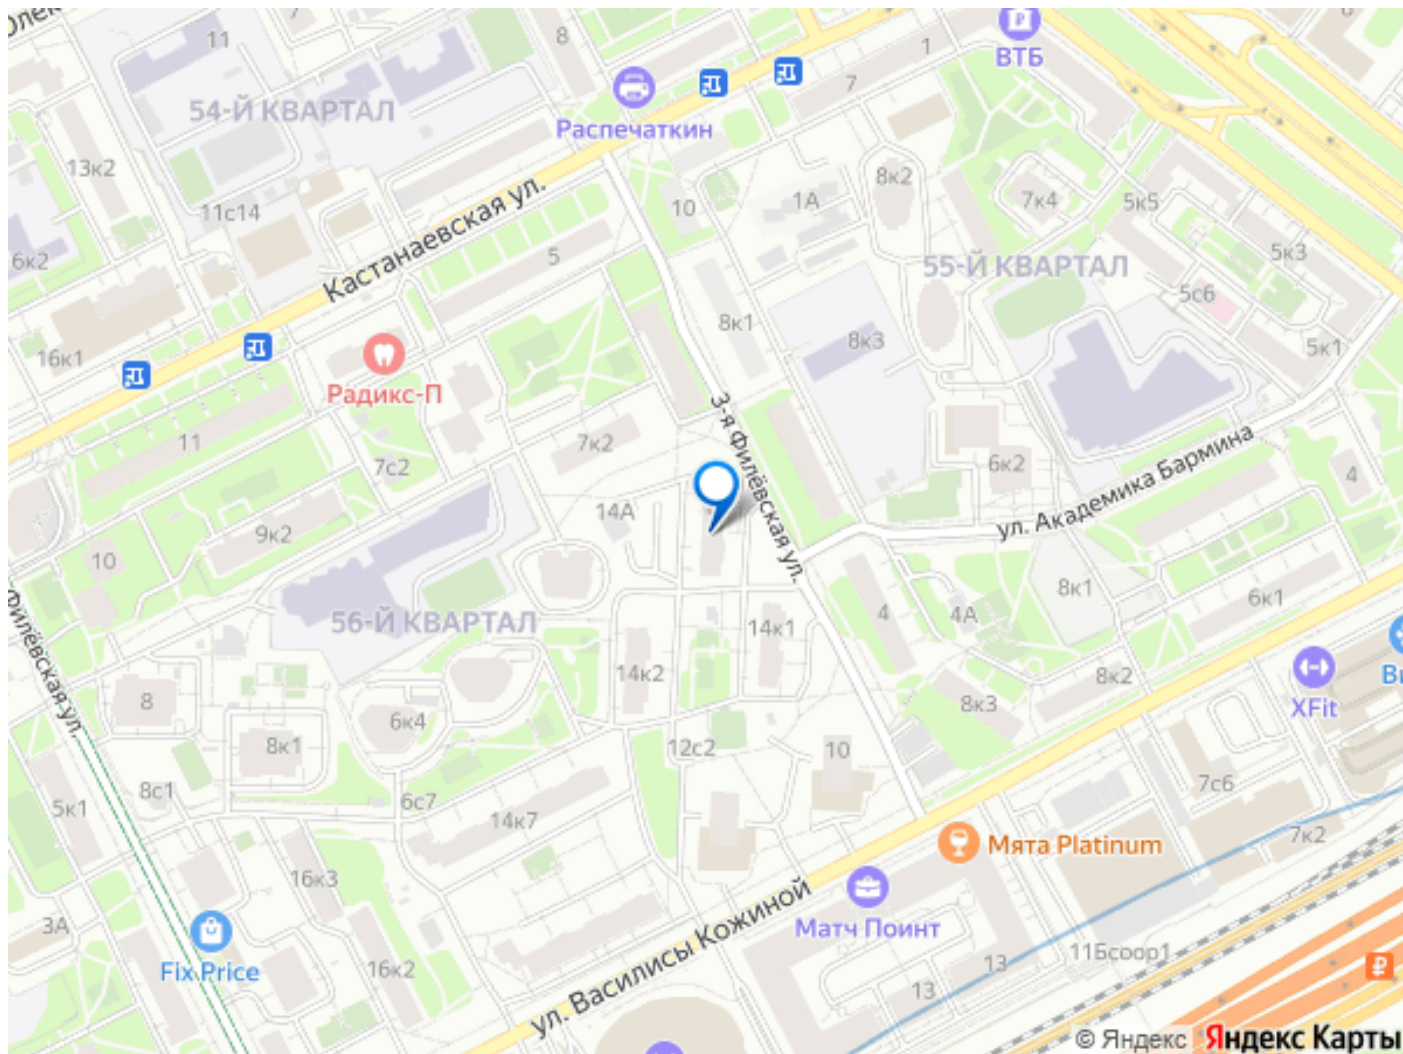 11
8
1
ВТБ
7
Распечаткин
54-Й КВАРТАЛ
13к2
11с14
10
1А
8к2
7к4
5к5
6к2
Кастанаевская ул.
5
55-Й КВАРТАЛ
5к3
5с6
16к1
8к1
8к3
5к1
Радикс-П
3-я Филёвская ул.
11
7к2
7с2
6к2
ул. Академика Бармина
4
14А
9к2
10
8к1
6к1
56-Й КВАРТАЛ
14к1
4
4А
Филёвская ул.
14к2
8к2
XFit
8
6к4
8к3
8к1
12с2
10
8с1
6с7
7с6
5к1
14к7
7к2
Мята Platinum
16к3
Матч Поинт
3А
Fix Price
16к2
ул. Василисы Кожиной
13
13
11Бсоор1
© Яндекс Яндекс Карты